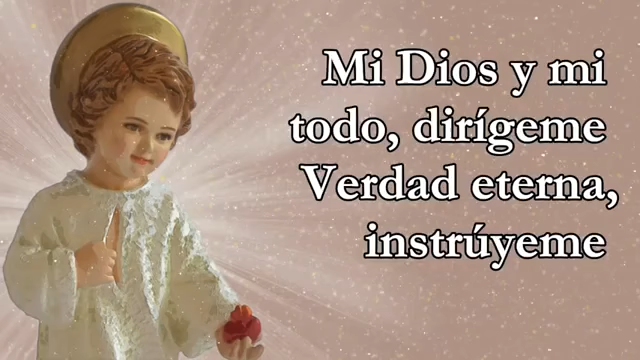 Mi Dios y mi
todo, dirígeme
Verdad eterna,
instrúyeme